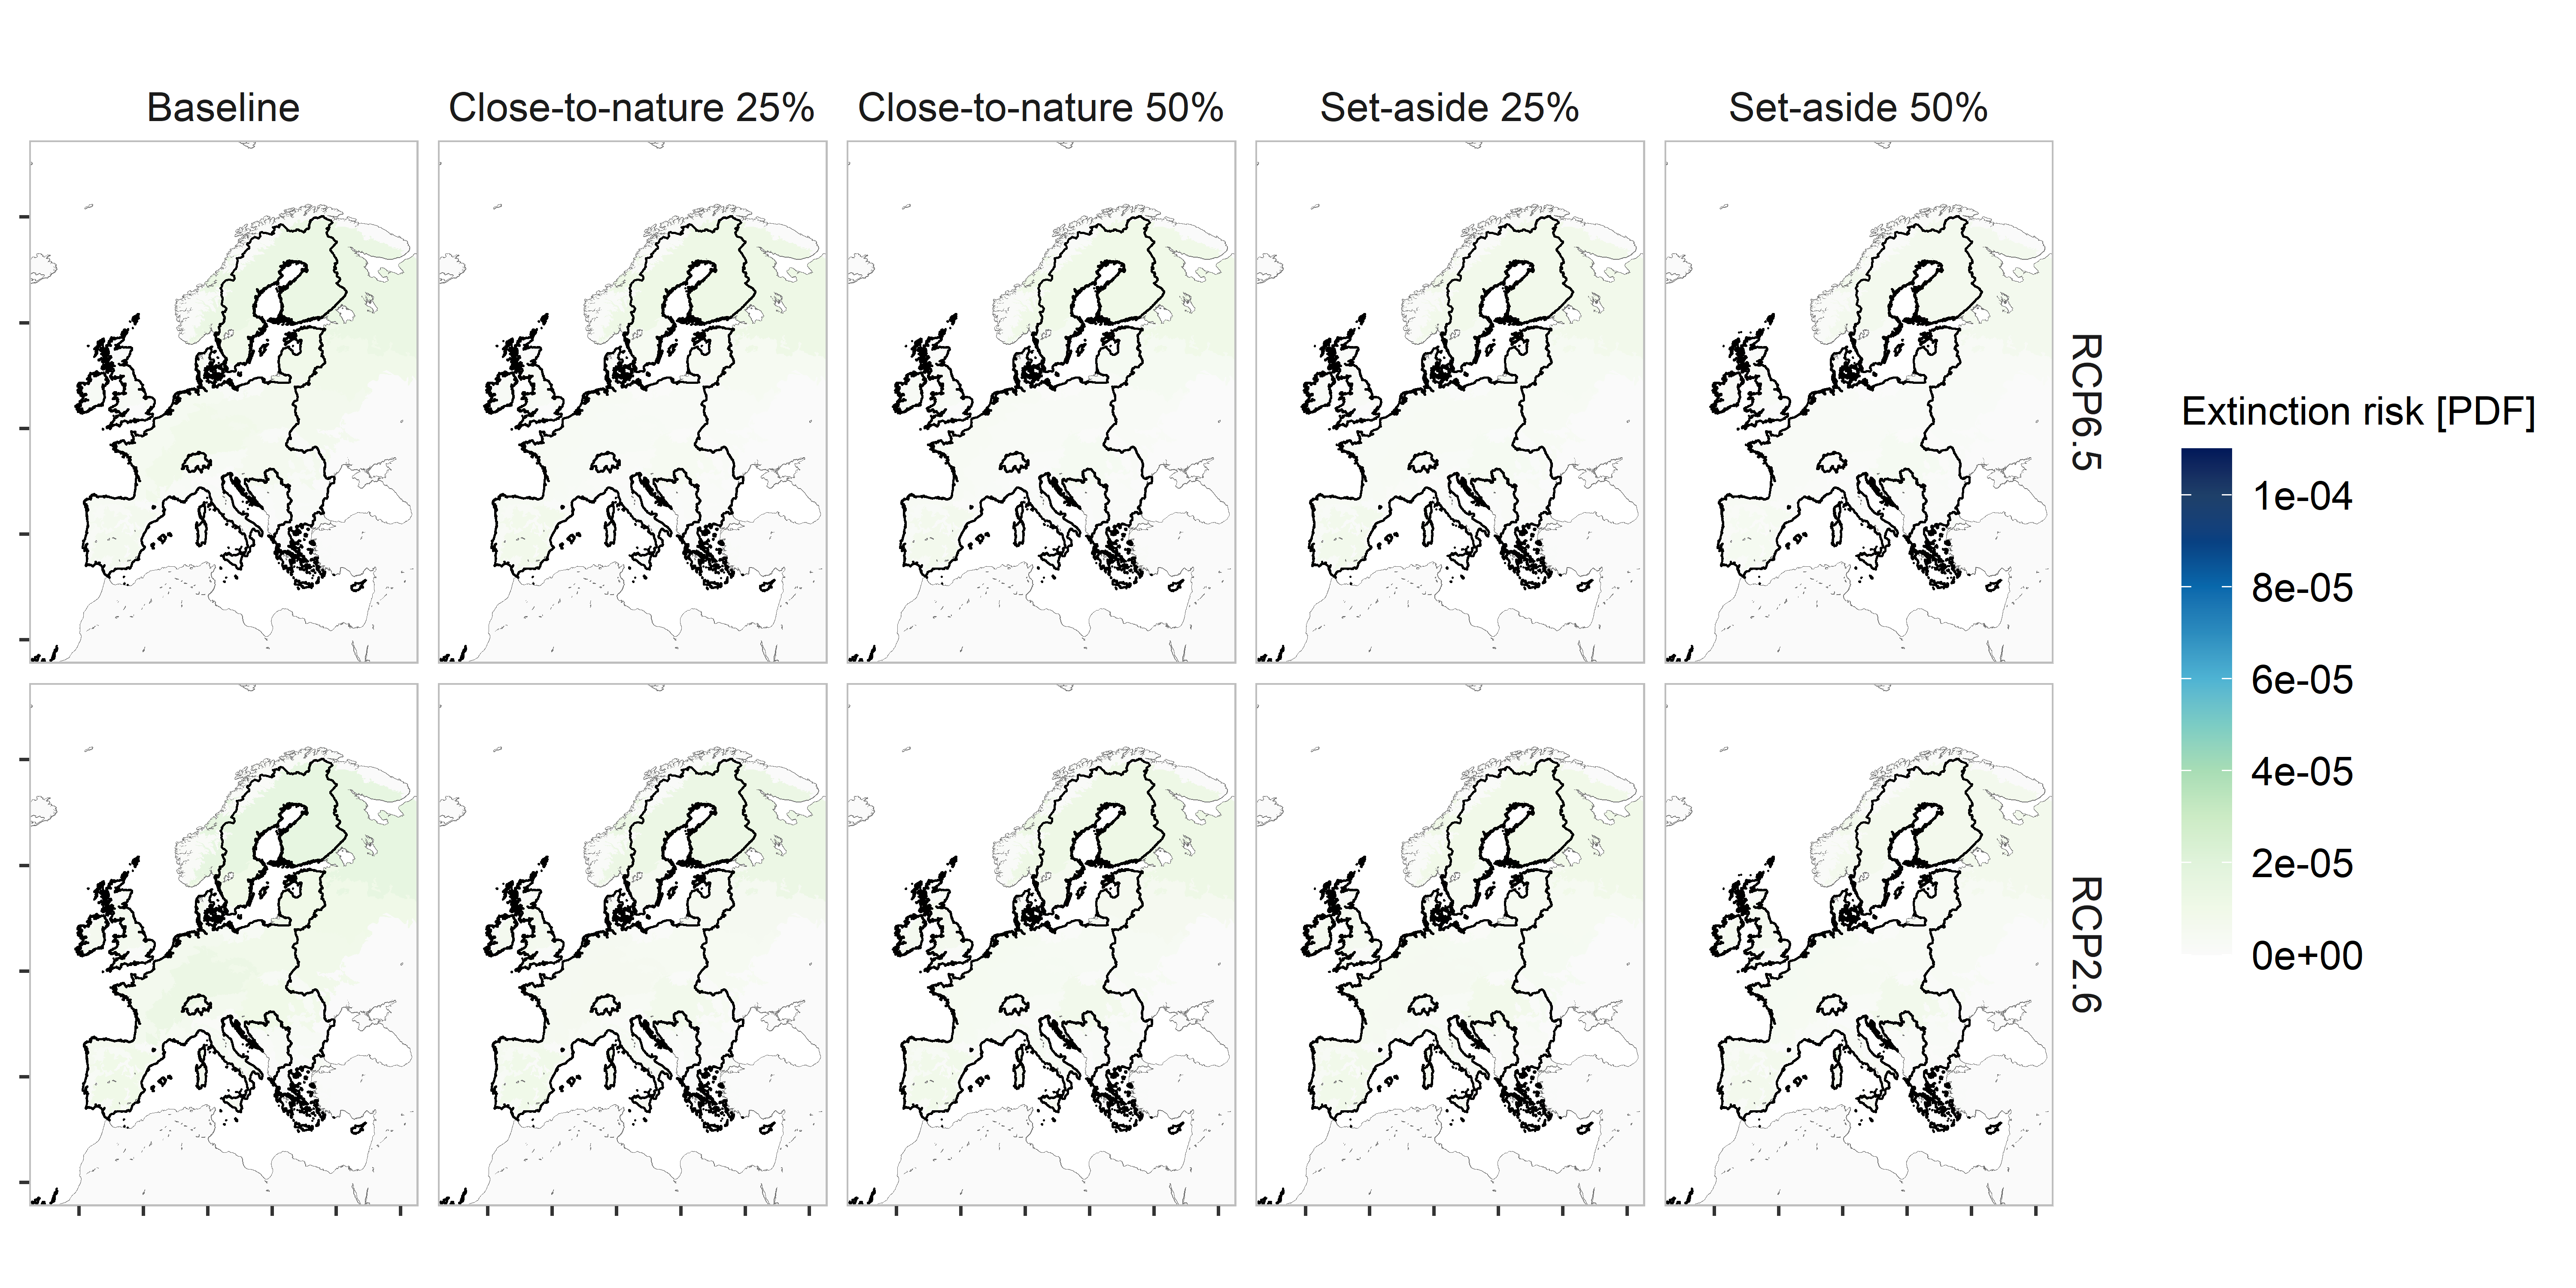 Baseline
Close-to-nature 25%
Close-to-nature 50%
Set-aside 25%
Set-aside 50%
RCP6.5
RCP2.6
Extinction risk [PDF]
1e-04
8e-05
6e-05
4e-05
2e-05
0e+00